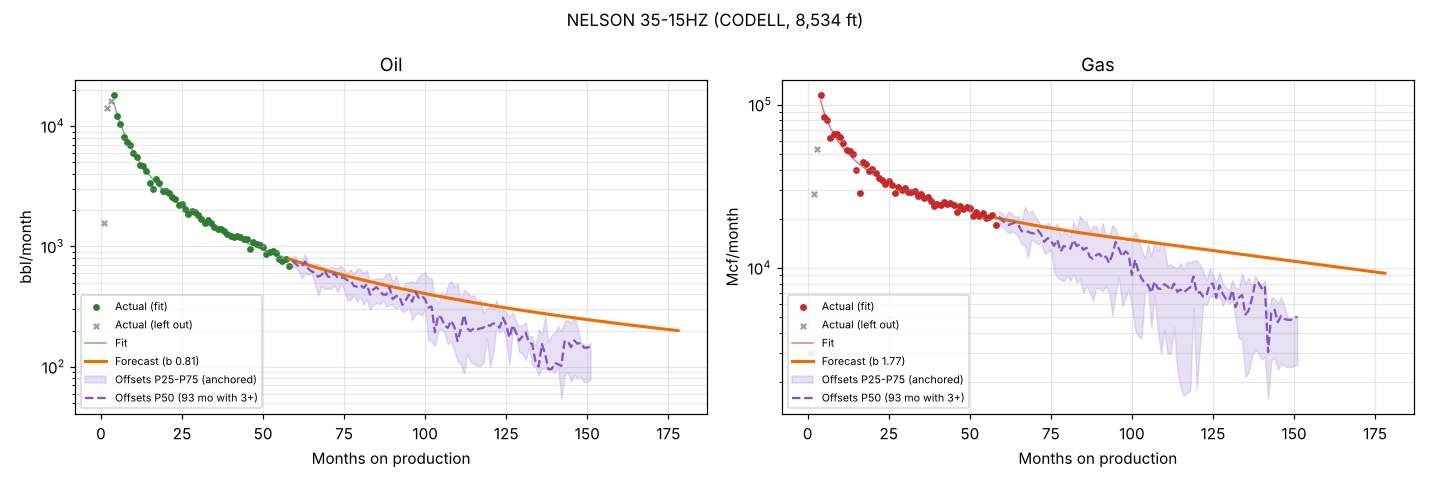 NELSON 35-15HZ (CODELL, 8,534 ft)
Oil
bbl/month
10^4
10^3
10^2
Actual (fit)
Actual (left out)
Fit
Forecast (b 0.81)
Offsets P25-P75 (anchored)
Offsets P50 (93 mo with 3+)
0 25 50 75 100 125 150 175
Months on production
Gas
Mcf/month
10^5
10^4
Actual (fit)
Actual (left out)
Fit
Forecast (b 1.77)
Offsets P25-P75 (anchored)
Offsets P50 (93 mo with 3+)
0 25 50 75 100 125 150 175
Months on production